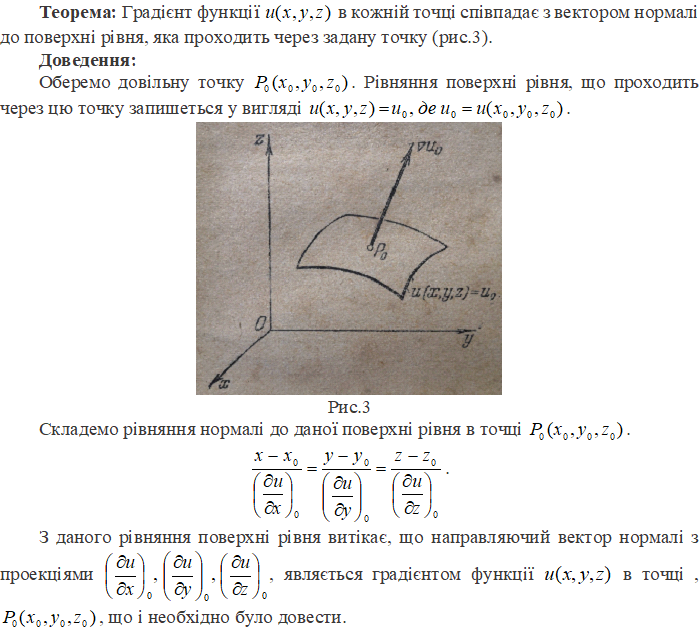 Теорема: Градієнт функції u(x, y, z) в кожній точці співпадає з вектором нормалі
до поверхні рівня, яка проходить через задану точку (рис.3).
Доведення:
Оберемо довільну точку P₀(x₀, y₀, z₀). Рівняння поверхні рівня, що проходить
через цю точку запишеться у вигляді u(x, y, z) = u₀, де u₀ = u(x₀, y₀, z₀).
z
∇u₀
P₀
u(x,y,z)=u₀
O
y
x
Рис.3
Складемо рівняння нормалі до даної поверхні рівня в точці P₀(x₀, y₀, z₀).
(x − x₀)/(∂u/∂x)₀ = (y − y₀)/(∂u/∂y)₀ = (z − z₀)/(∂u/∂z)₀.
З даного рівняння поверхні рівня витікає, що направляючий вектор нормалі з
проекціями (∂u/∂x)₀, (∂u/∂y)₀, (∂u/∂z)₀, являється градієнтом функції u(x, y, z) в точці ,
P₀(x₀, y₀, z₀), що і необхідно було довести.